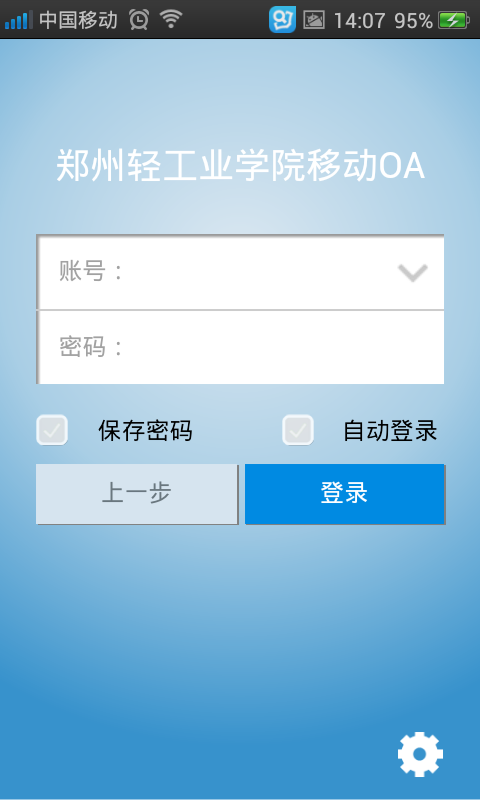 中国移动 14:07 95%
郑州轻工业学院移动OA
账号：
密码：
保存密码 自动登录
上一步 登录